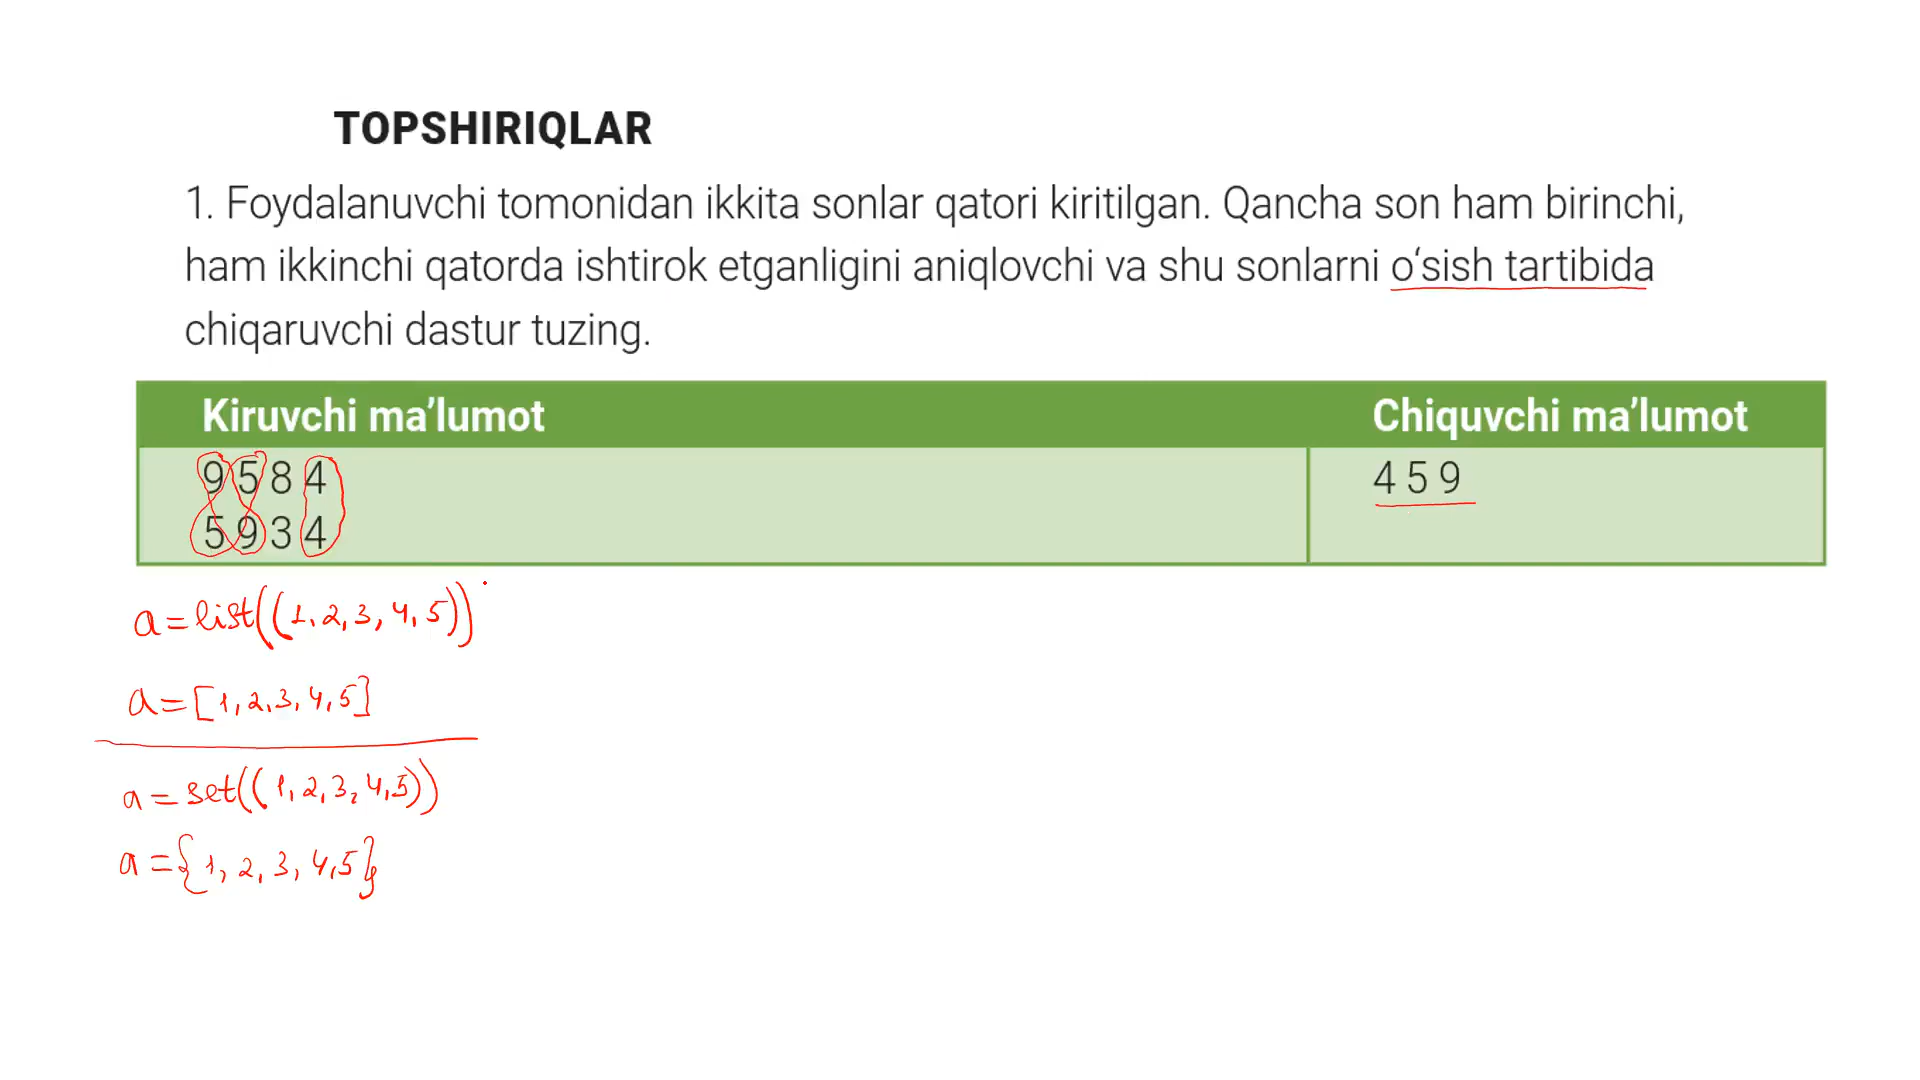 TOPSHIRIQLAR
1. Foydalanuvchi tomonidan ikkita sonlar qatori kiritilgan. Qancha son ham birinchi,
ham ikkinchi qatorda ishtirok etganligini aniqlovchi va shu sonlarni o‘sish tartibida
chiqaruvchi dastur tuzing.
Kiruvchi ma’lumot Chiquvchi ma’lumot
9 5 8 4 4 5 9
5 9 3 4
a=list((1,2,3,4,5))
a=[1,2,3,4,5]
a=set((1,2,3,4,5))
a={1,2,3,4,5}